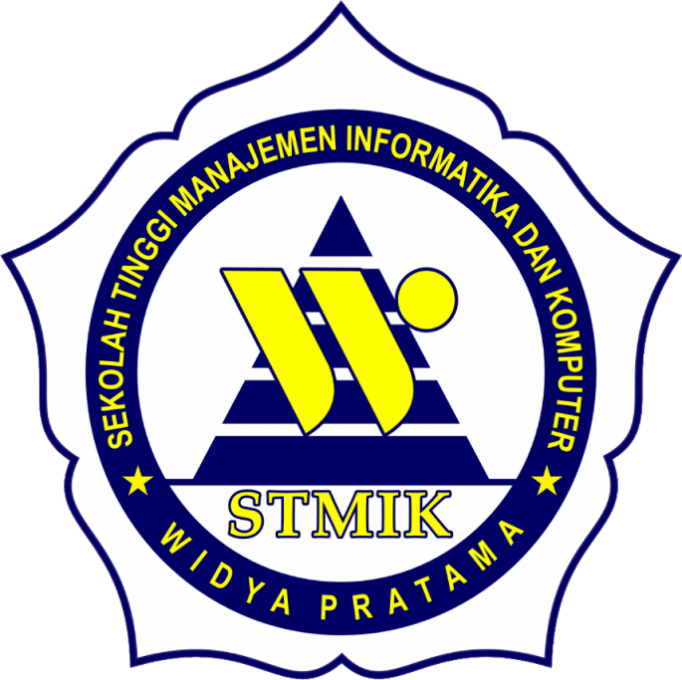 SEKOLAH TINGGI MANAJEMEN INFORMATIKA DAN KOMPUTER
STMIK
WIDYA PRATAMA